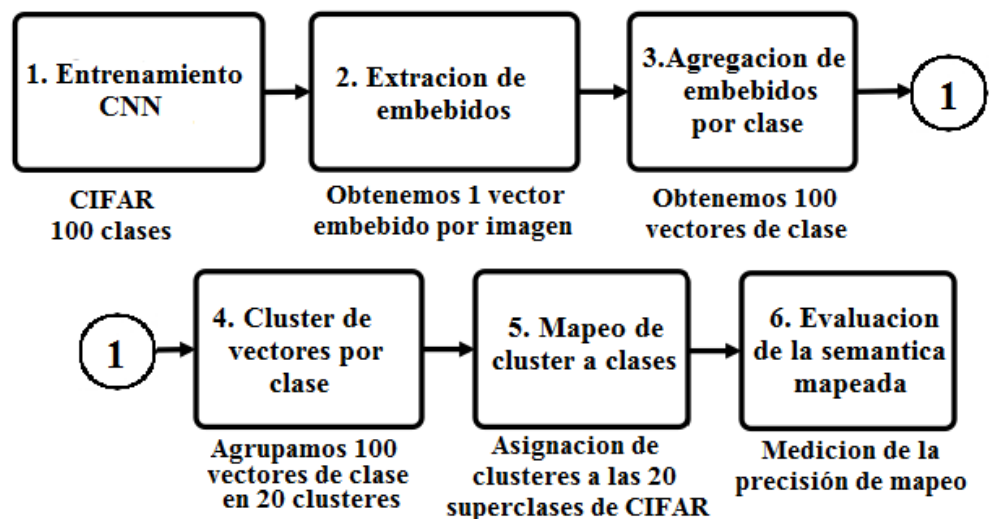 1. Entrenamiento
CNN
2. Extracion de
embebidos
3.Agregacion de
embebidos
por clase
1
CIFAR
100 clases
Obtenemos 1 vector
embebido por imagen
Obtenemos 100
vectores de clase
1
4. Cluster de
vectores por
clase
5. Mapeo de
cluster a clases
6. Evaluacion
de la semantica
mapeada
Agrupamos 100
vectores de clase
en 20 clusteres
Asignacion de
clusteres a las 20
superclases de CIFAR
Medicion de la
precisión de mapeo